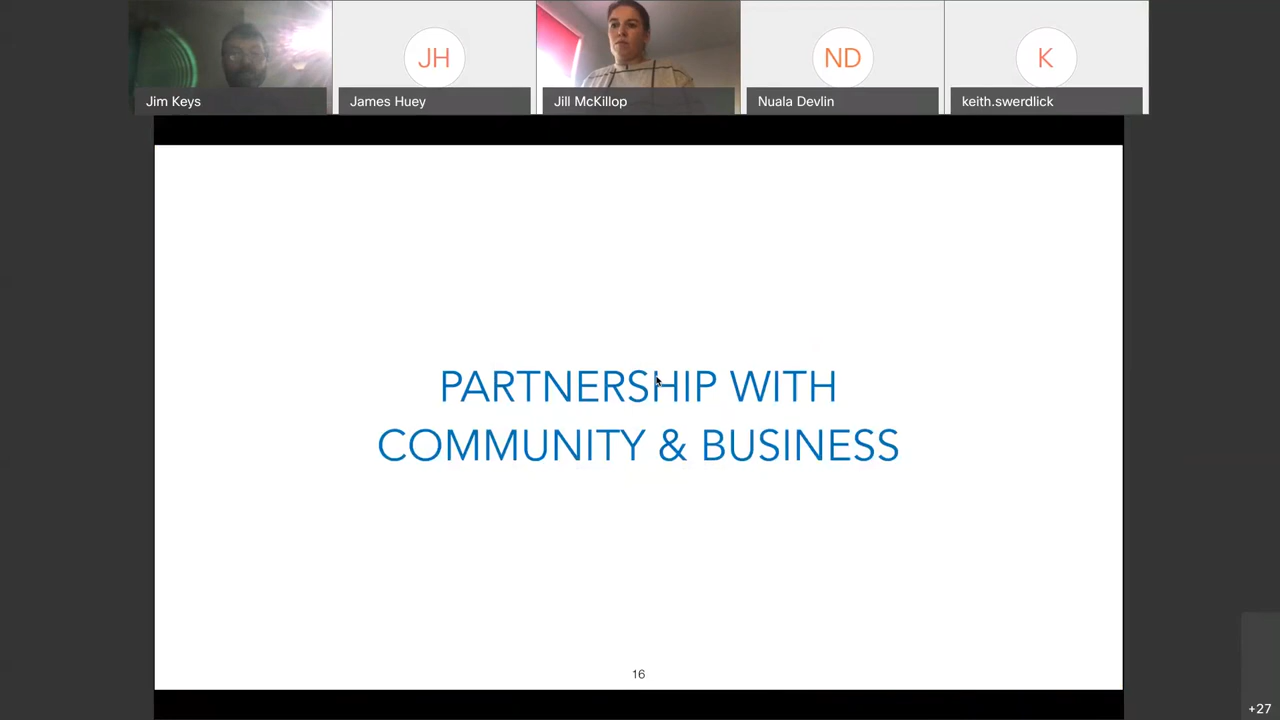 JH
ND
K
Jim Keys
James Huey
Jill McKillop
Nuala Devlin
keith.swerdlick
PARTNERSHIP WITH
COMMUNITY & BUSINESS
16
+27